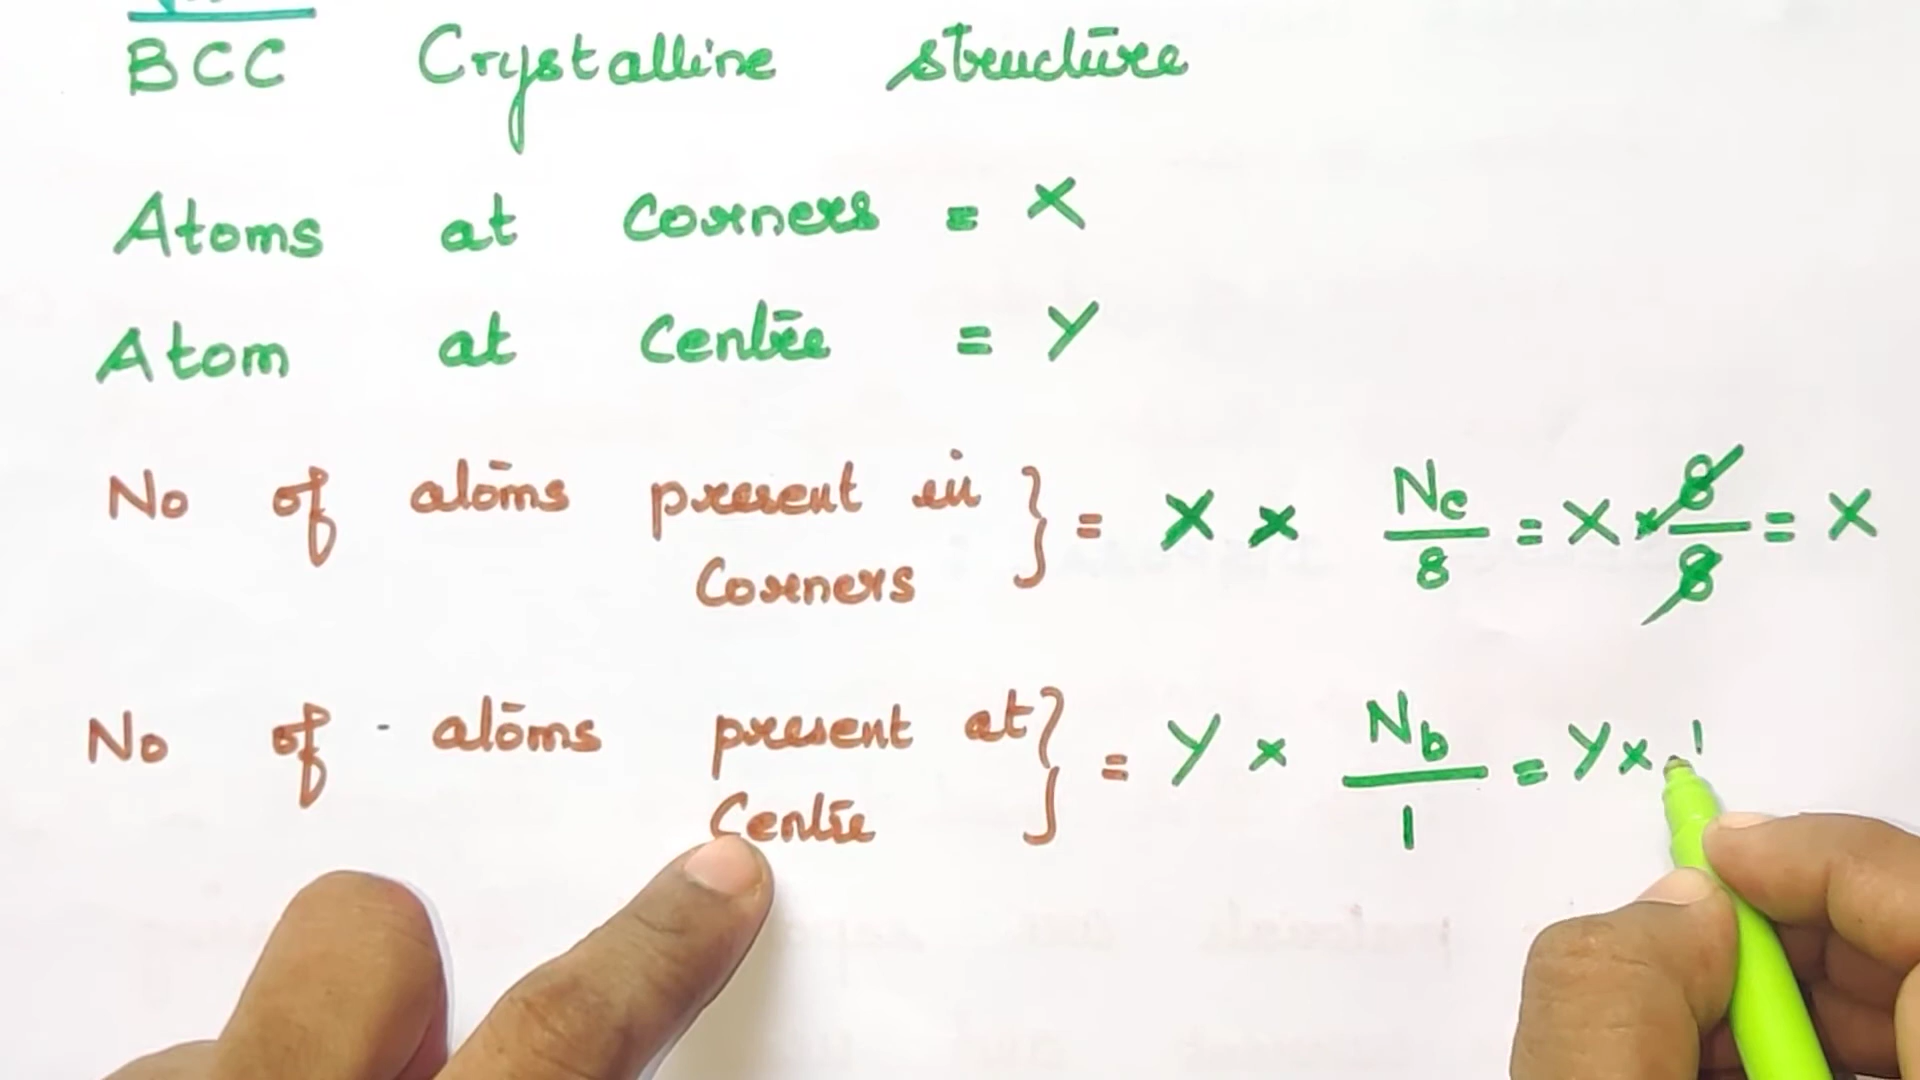 BCC Crystalline structure
Atoms at corners = X
Atom at Centre = Y
No of atoms present in Corners } = X × Nc/8 = X × 8/8 = X
No of atoms present at Centre } = Y × Nb/1 = Y × 1